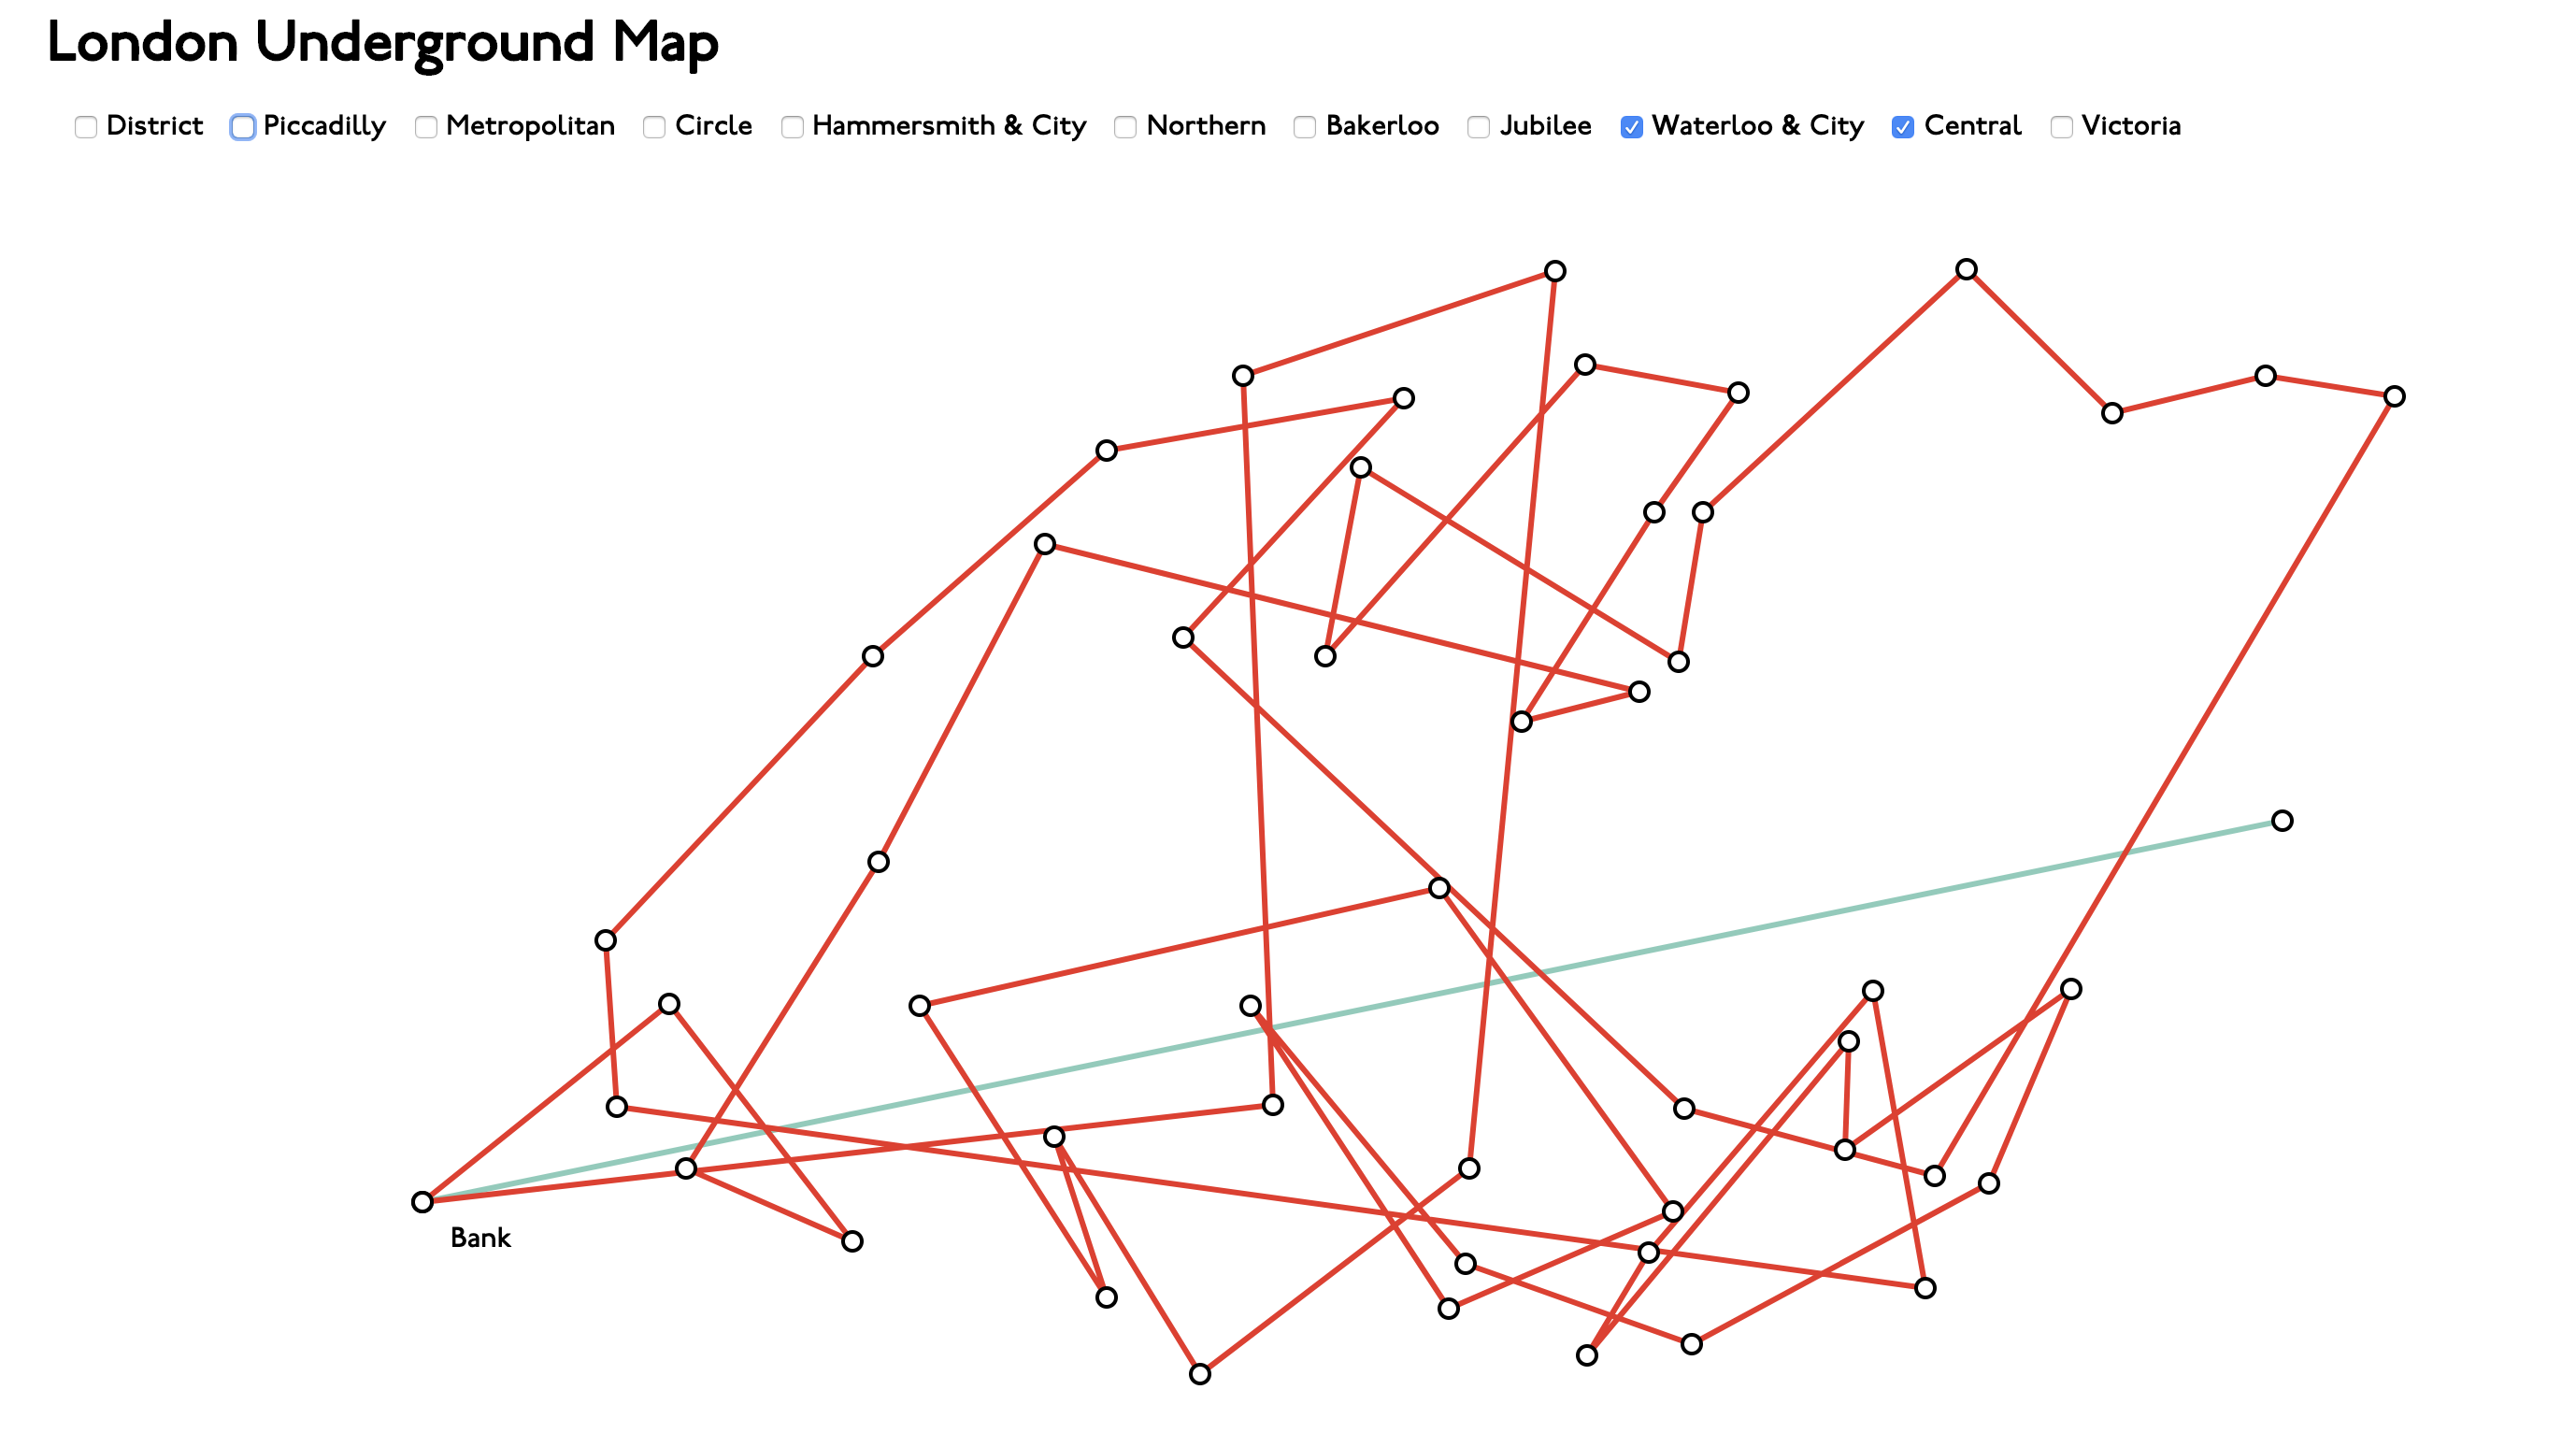 London Underground Map
District Piccadilly Metropolitan Circle Hammersmith & City Northern Bakerloo Jubilee Waterloo & City Central Victoria
Bank